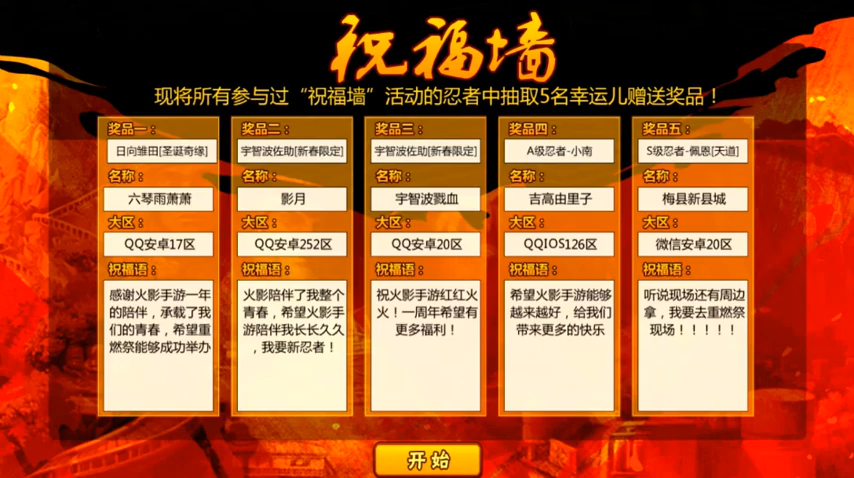 祝福墙
现将所有参与过“祝福墙”活动的忍者中抽取5名幸运儿赠送奖品！
奖品一：
日向雏田[圣诞奇缘]
名称：
六琴雨萧萧
大区：
QQ安卓17区
祝福语：
感谢火影手游一年
的陪伴，承载了我
们的青春，希望重
燃祭能够成功举办
奖品二：
宇智波佐助[新春限定]
名称：
影月
大区：
QQ安卓252区
祝福语：
火影陪伴了我整个
青春，希望火影手
游陪伴我长长久久
，我要新忍者！
奖品三：
宇智波佐助[新春限定]
名称：
宇智波戮血
大区：
QQ安卓20区
祝福语：
祝火影手游红红火
火！一周年希望有
更多福利！
奖品四：
A级忍者-小南
名称：
吉高由里子
大区：
QQIOS126区
祝福语：
希望火影手游能够
越来越好，给我们
带来更多的快乐
奖品五：
S级忍者-佩恩[天道]
名称：
梅县新县城
大区：
微信安卓20区
祝福语：
听说现场还有周边
拿，我要去重燃祭
现场！！！！！
开始